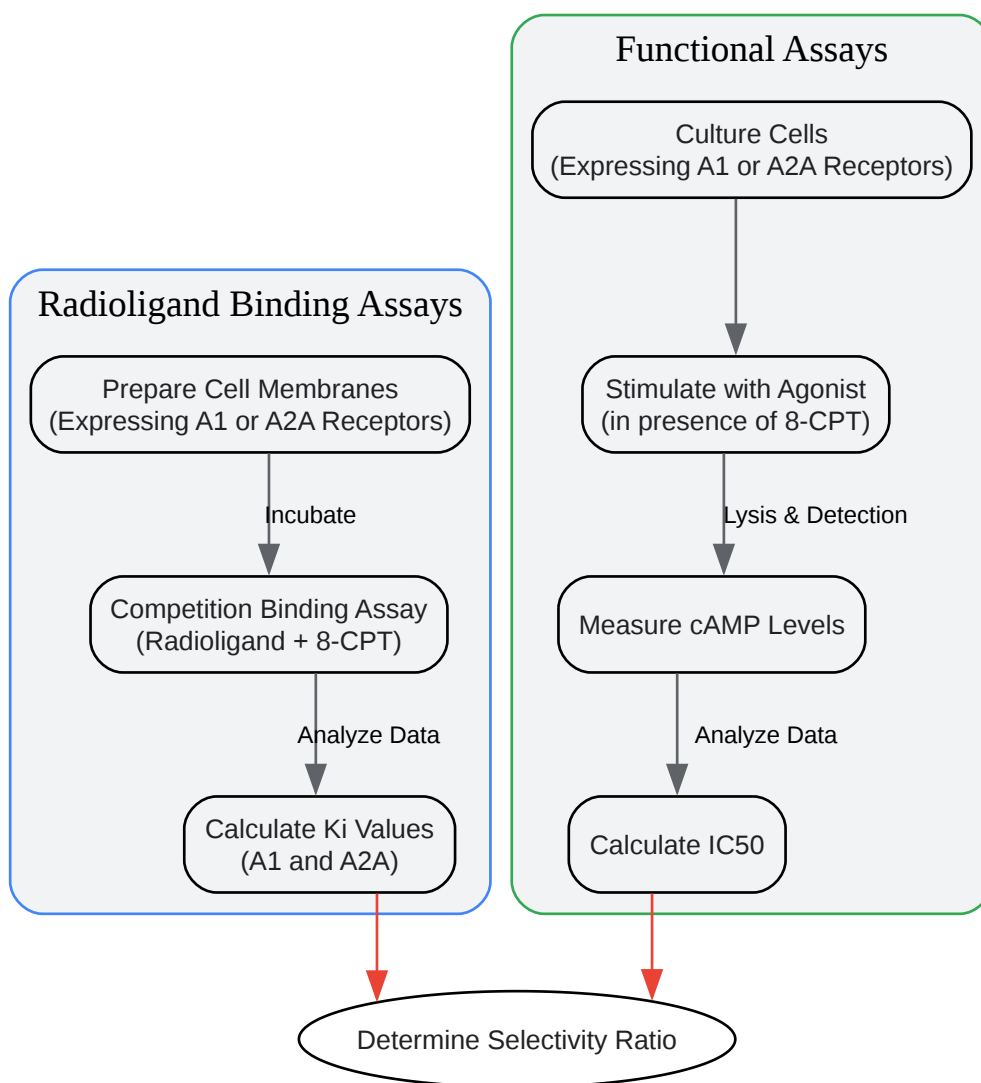 Functional Assays
Culture Cells
(Expressing A1 or A2A Receptors)
Radioligand Binding Assays
Prepare Cell Membranes
(Expressing A1 or A2A Receptors)
Stimulate with Agonist
(in presence of 8-CPT)
Incubate
Lysis & Detection
Competition Binding Assay
(Radioligand + 8-CPT)
Measure cAMP Levels
Analyze Data
Analyze Data
Calculate Ki Values
(A1 and A2A)
Calculate IC50
Determine Selectivity Ratio